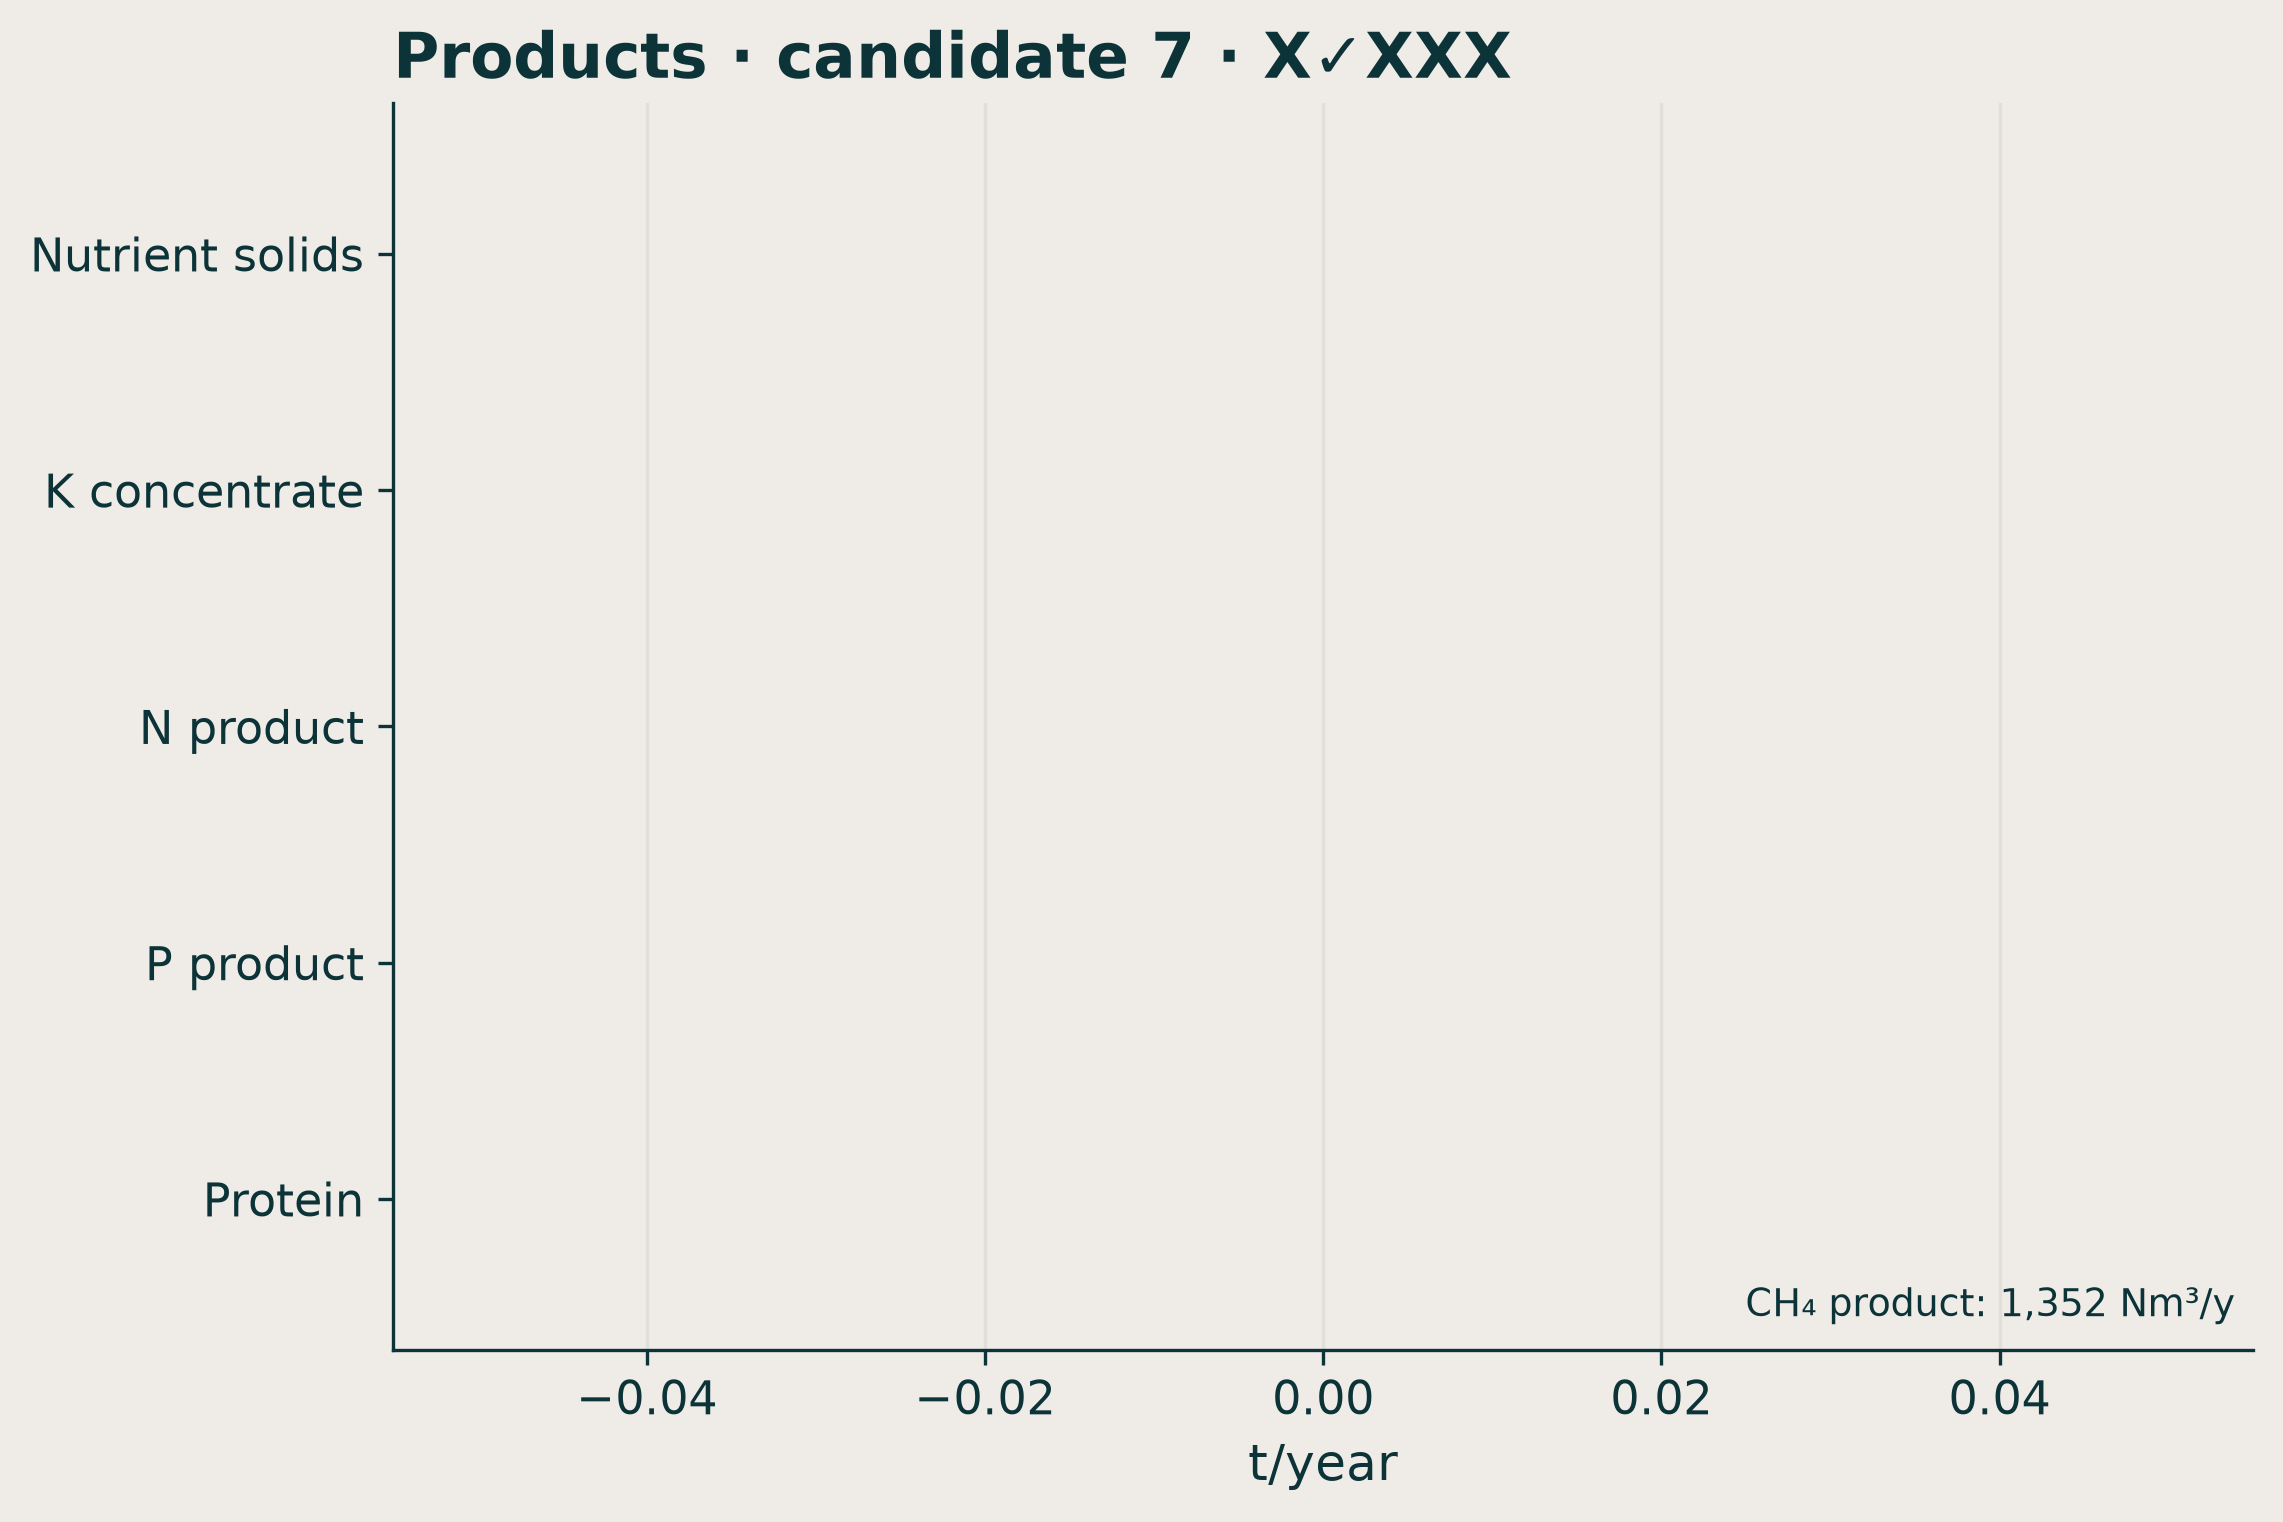 Products · candidate 7 · X✓XXX
Nutrient solids
K concentrate
N product
P product
Protein
CH₄ product: 1,352 Nm³/y
−0.04 −0.02 0.00 0.02 0.04
t/year